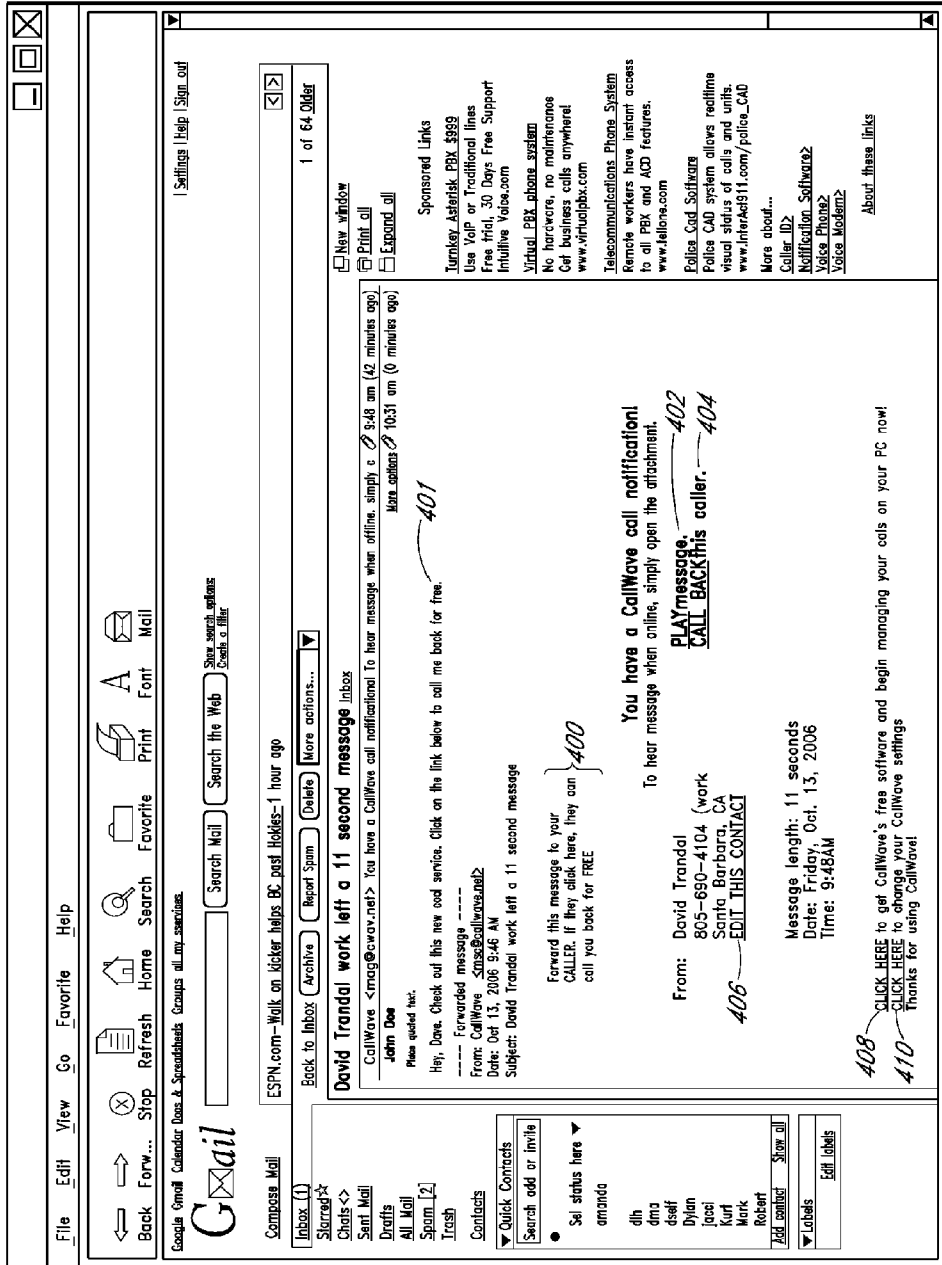 File Edit View Go Favorite Help
Back Forw... Stop Refresh Home Search Favorite Print Font Mail
Google Gmail Calendar Docs & Spreadsheets Groups all my sservices
| Settings | Help | Sign out
GMail
Search Mail
Search the Web
Show search options:
Create a filter
Compose Mail
Inbox (1)
Starred☆
Chats<>
Sent Mail
Drafts
All Mail
Spam [2]
Trash
Contacts
▼ Quick Contacts
Search add or invite
● Sel status here ▼
amanda
dlh
dma
dself
Dylan
jacci
Kurt
Mark
Robert
Add contact Show all
▼ Labels
Edit labels
ESPN.com-Walk on kicker helps BC past Hokies-1 hour ago
< >
Back to Inbox Archive Report Spam Delete More actions... ▼
1 of 64 Older
David Trandal work left a 11 second message Inbox
CallWave <mag@cwav.net> You have a CallWave call notificational To hear message when offline, simply c 9:48 am (42 minutes ago)
John Doe More options 10:31 am (0 minutes ago)
Please quoted text.
Hey, Dave. Check out this new cool service. Click on the link below to call me back for free.
401
----- Forwarded message -----
From: CallWave <smsc@callwave.net>
Date: Oct 13, 2006 9:46 AM
Subject: David Trandal work left a 11 second message
Forward this message to your
CALLER. If they click here, they can
call you back for FREE
400
You have a CallWave call notification!
To hear message when online, simply open the attachment.
PLAYmessage.
402
CALL BACKthis caller.
404
From: David Trandal
805-690-4104 (work
Santa Barbara, CA
EDIT THIS CONTACT
406
Message length: 11 seconds
Date: Friday, Oct. 13, 2006
Time: 9:48AM
408
CLICK HERE to get CallWave's free software and begin managing your cals on your PC now!
410
CLICK HERE to change your CallWave settings
Thanks for using CallWave!
New window
Print all
Expand all
Sponsored Links
Turnkey Asterisk PBX $999
Use VoIP or Traditional lines
Free trial, 30 Days Free Support
Intuitive Voice.com
Virtual PBX phone system
No hardware, no maintenance
Get business calls anywhere!
www.virtualpbx.com
Telecommunications Phone System
Remote workers have instant access
to all PBX and ACD features.
www.fellone.com
Police Cad Software
Police CAD system allows realtime
visual status of calls and units.
www.InterAct911.com/police_CAD
More about...
Caller ID>
Notification Software>
Voice Phone>
Voice Modem>
About these links